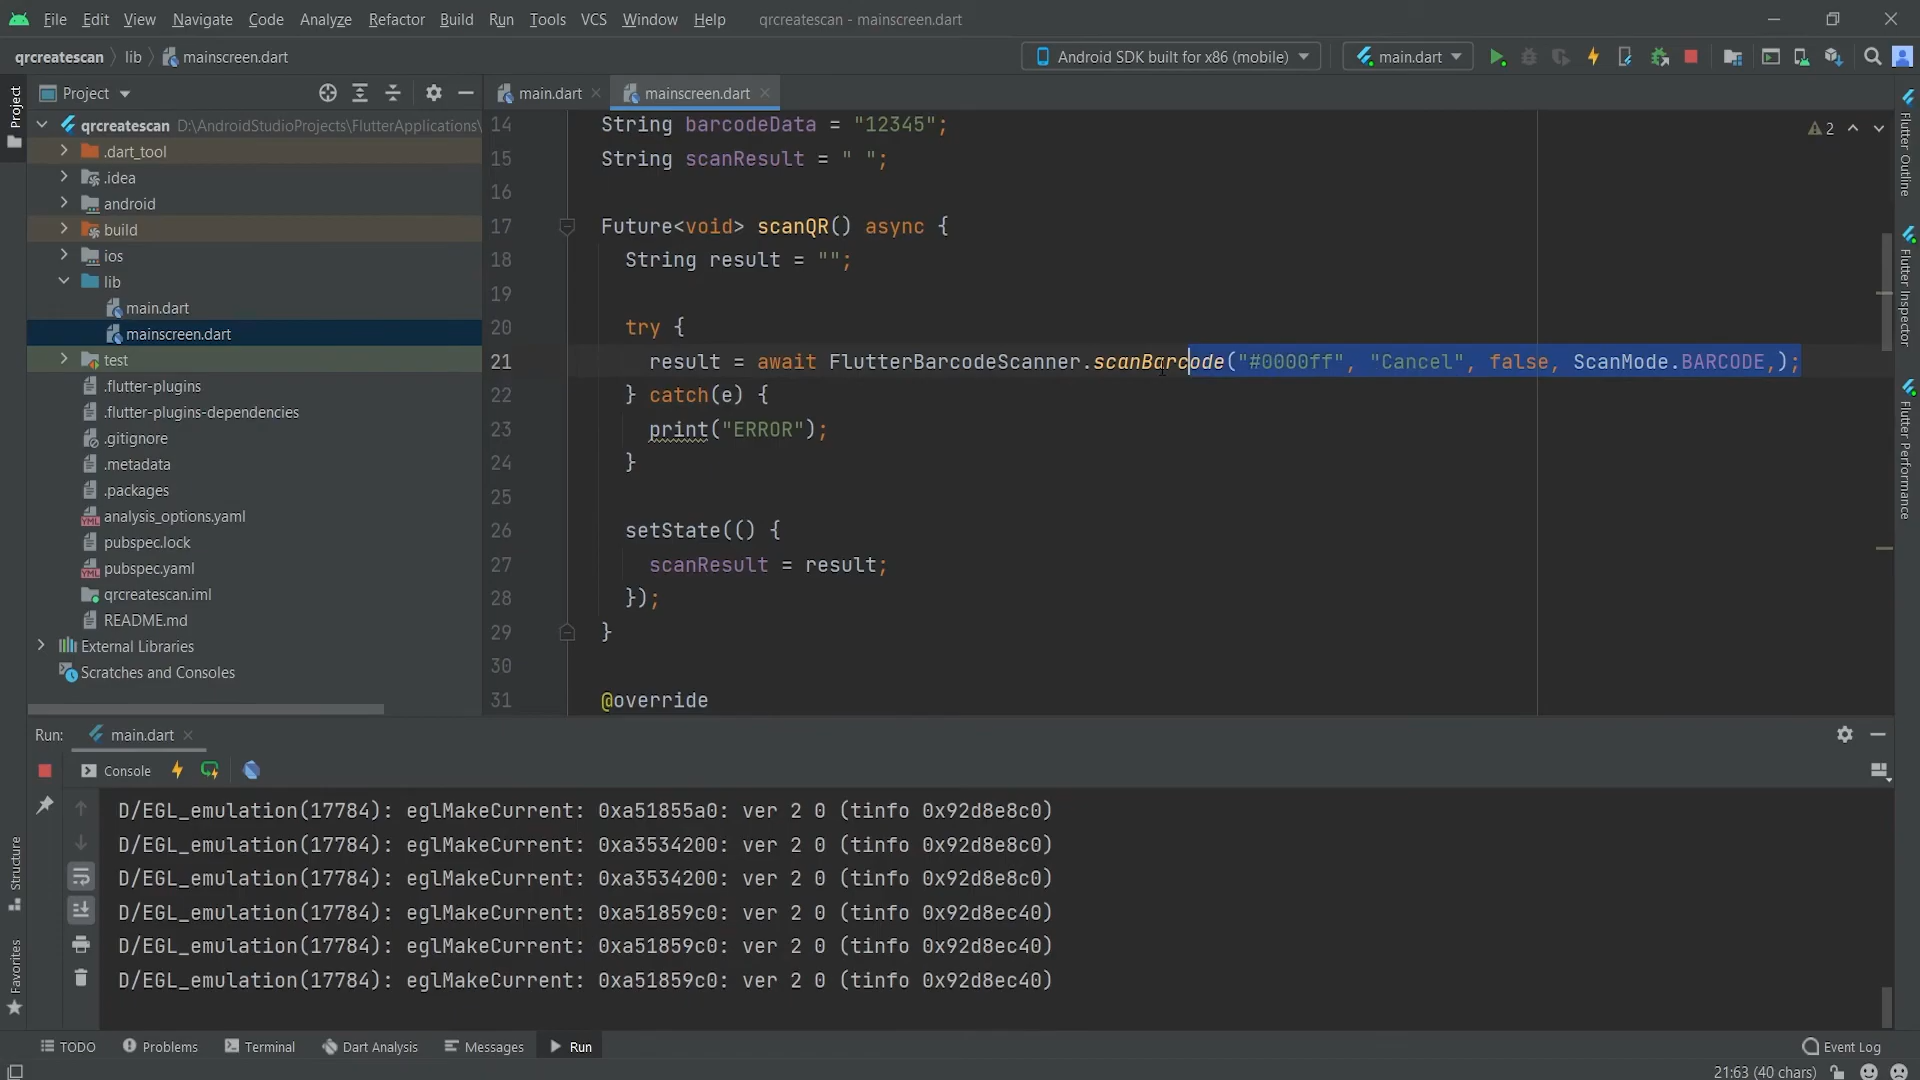 File Edit View Navigate Code Analyze Refactor Build Run Tools VCS Window Help qrcreatescan - mainscreen.dart
qrcreatescan lib mainscreen.dart Android SDK built for x86 (mobile) main.dart
Project
Project
main.dart
mainscreen.dart
qrcreatescan D:\AndroidStudioProjects\FlutterApplications\
.dart_tool
.idea
android
build
ios
lib
main.dart
mainscreen.dart
test
.flutter-plugins
.flutter-plugins-dependencies
.gitignore
.metadata
.packages
analysis_options.yaml
pubspec.lock
pubspec.yaml
qrcreatescan.iml
README.md
External Libraries
Scratches and Consoles
14 String barcodeData = "12345";
2
15 String scanResult = " ";
16
17 Future<void> scanQR() async {
18 String result = "";
19
20 try {
21 result = await FlutterBarcodeScanner.scanBarcode("#0000ff", "Cancel", false, ScanMode.BARCODE,);
22 } catch(e) {
23 print("ERROR");
24 }
25
26 setState(() {
27 scanResult = result;
28 });
29 }
30
31 @override
Flutter Outline
Flutter Inspector
Flutter Performance
Run: main.dart
Console
D/EGL_emulation(17784): eglMakeCurrent: 0xa51855a0: ver 2 0 (tinfo 0x92d8e8c0)
D/EGL_emulation(17784): eglMakeCurrent: 0xa3534200: ver 2 0 (tinfo 0x92d8e8c0)
D/EGL_emulation(17784): eglMakeCurrent: 0xa3534200: ver 2 0 (tinfo 0x92d8e8c0)
D/EGL_emulation(17784): eglMakeCurrent: 0xa51859c0: ver 2 0 (tinfo 0x92d8ec40)
D/EGL_emulation(17784): eglMakeCurrent: 0xa51859c0: ver 2 0 (tinfo 0x92d8ec40)
D/EGL_emulation(17784): eglMakeCurrent: 0xa51859c0: ver 2 0 (tinfo 0x92d8ec40)
Structure
Favorites
TODO Problems Terminal Dart Analysis Messages Run Event Log
21:63 (40 chars)